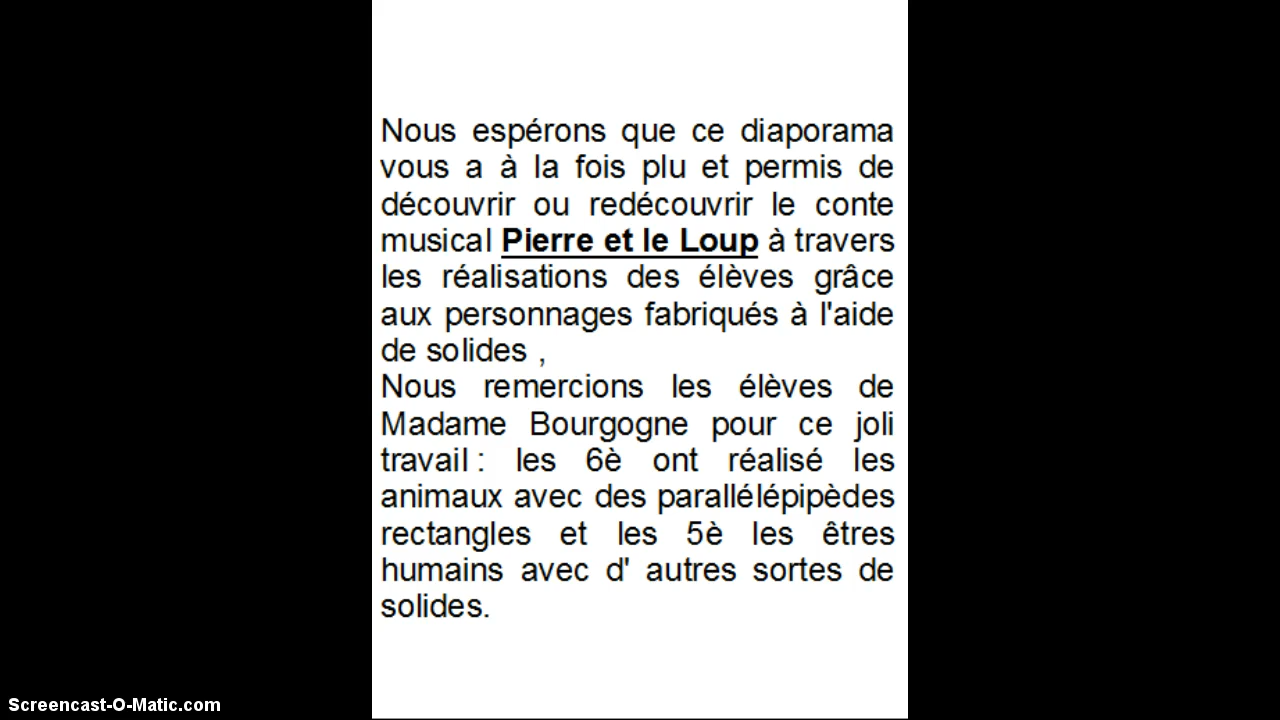 Nous espérons que ce diaporama
vous a à la fois plu et permis de
découvrir ou redécouvrir le conte
musical Pierre et le Loup à travers
les réalisations des élèves grâce
aux personnages fabriqués à l'aide
de solides ,
Nous remercions les élèves de
Madame Bourgogne pour ce joli
travail : les 6è ont réalisé les
animaux avec des parallélépipèdes
rectangles et les 5è les êtres
humains avec d' autres sortes de
solides.
Screencast-O-Matic.com